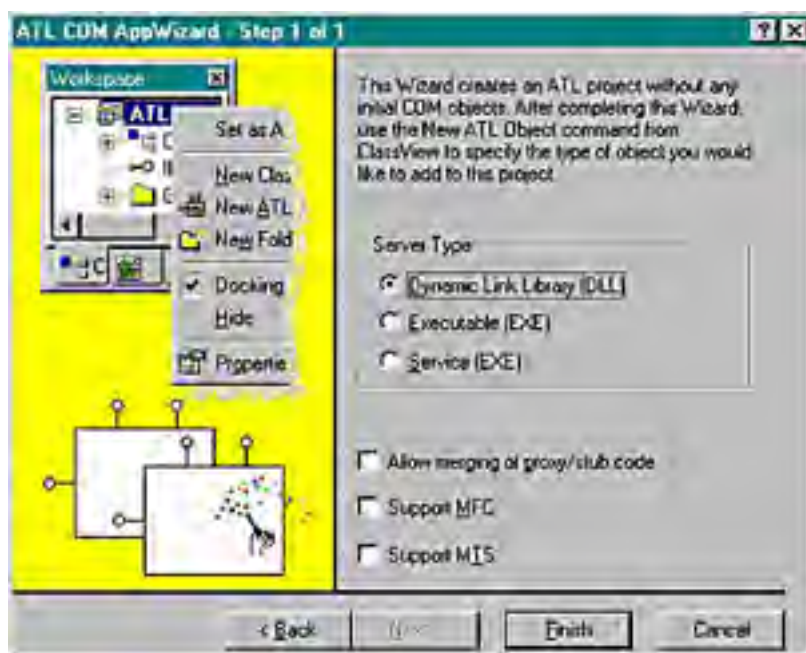 ATL COM AppWizard - Step 1 of 1
Workspace
ATL
Set as A
New Clas
New ATL
New Fold
Docking
Hide
Propertie
This Wizard creates an ATL project without any
initial COM objects. After completing this Wizard,
use the New ATL Object command from
ClassView to specify the type of object you would
like to add to this project.
Server Type
Dynamic Link Library (DLL)
Executable (EXE)
Service (EXE)
Allow merging of proxy/stub code
Support MFC
Support MTS
< Back
Finish
Cancel